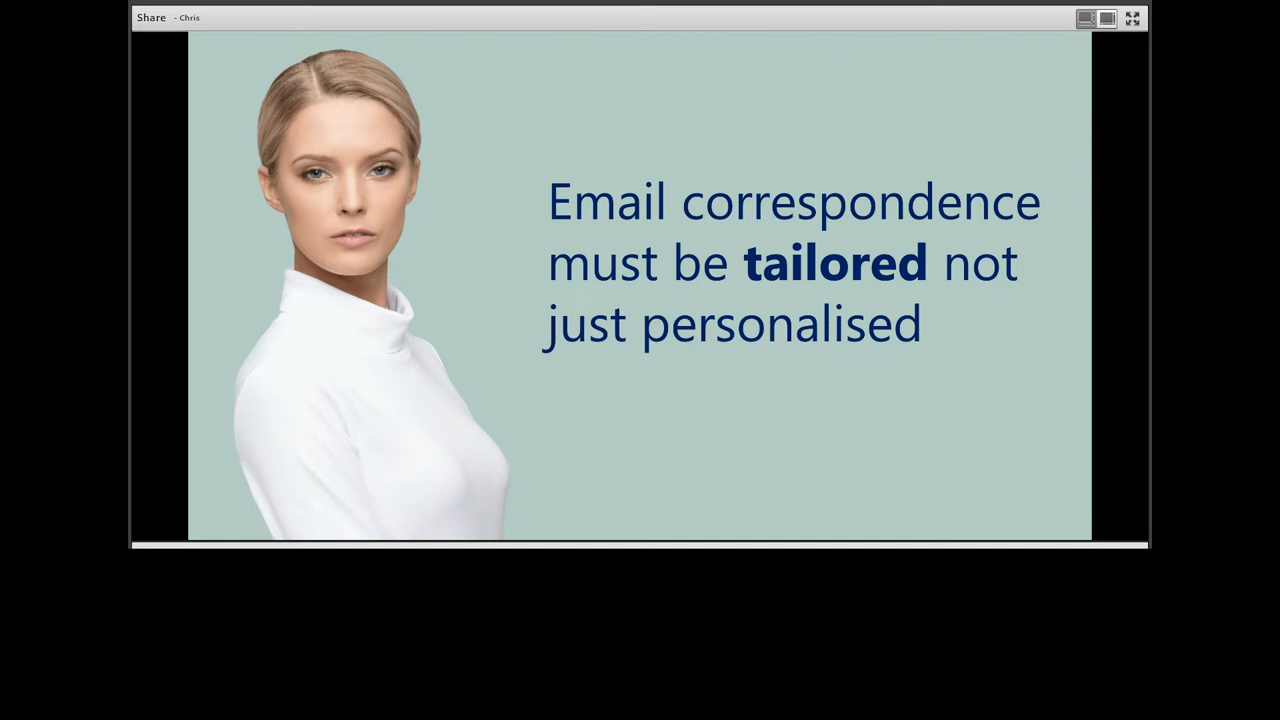 Share - Chris
Email correspondence
must be tailored not
just personalised